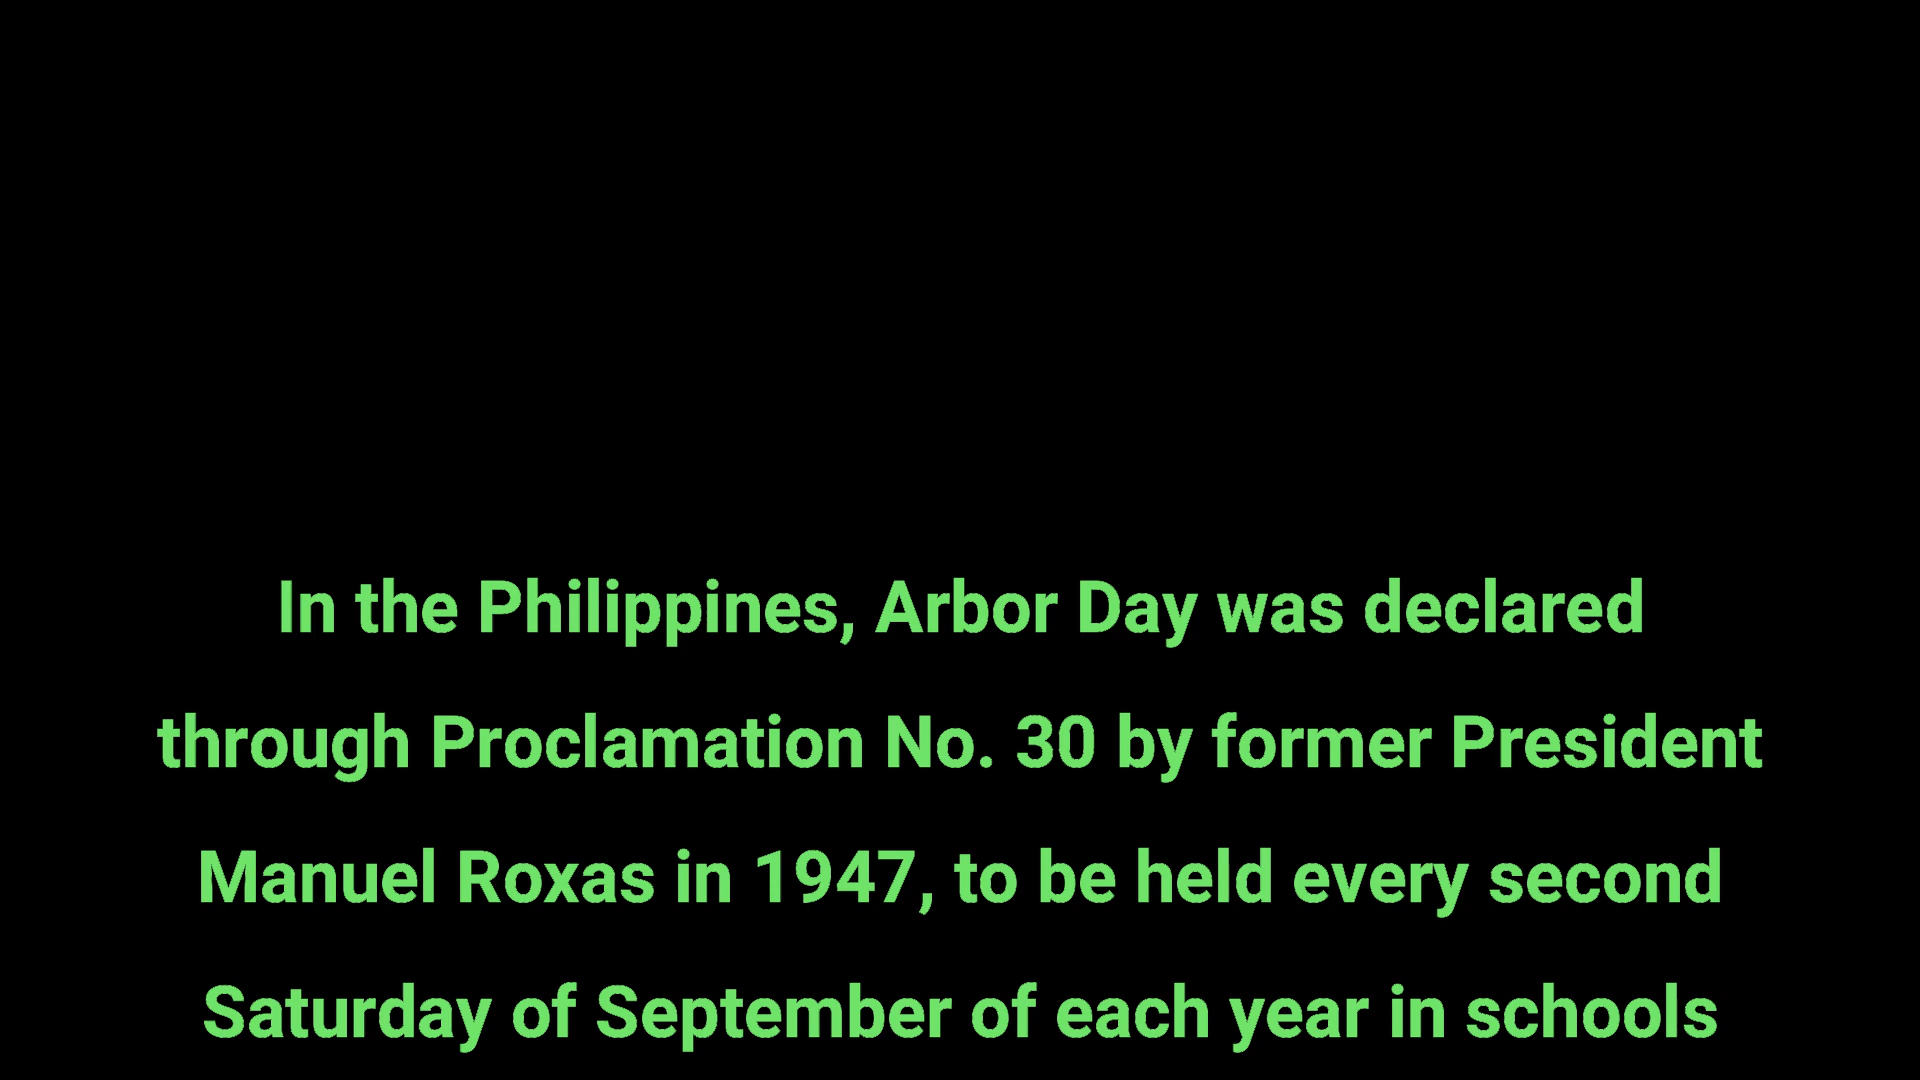 In the Philippines, Arbor Day was declared
through Proclamation No. 30 by former President
Manuel Roxas in 1947, to be held every second
Saturday of September of each year in schools